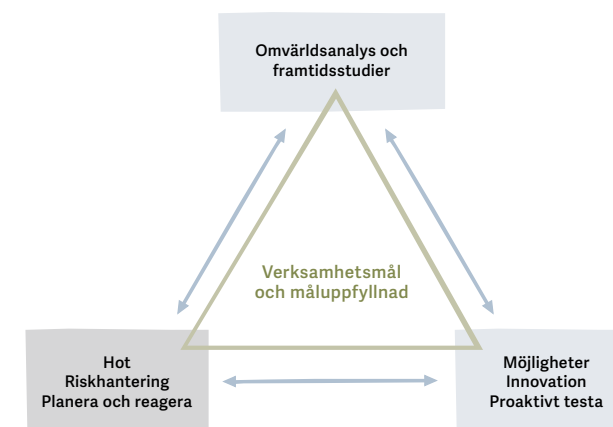 Omvärldsanalys och
framtidsstudier
Verksamhetsmål
och måluppfyllnad
Hot
Riskhantering
Planera och reagera
Möjligheter
Innovation
Proaktivt testa